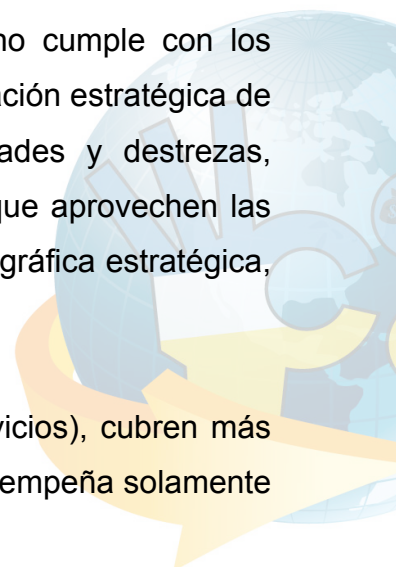 no cumple con los
ación estratégica de
ades y destrezas,
que aprovechen las
gráfica estratégica,
vicios), cubren más
empeña solamente